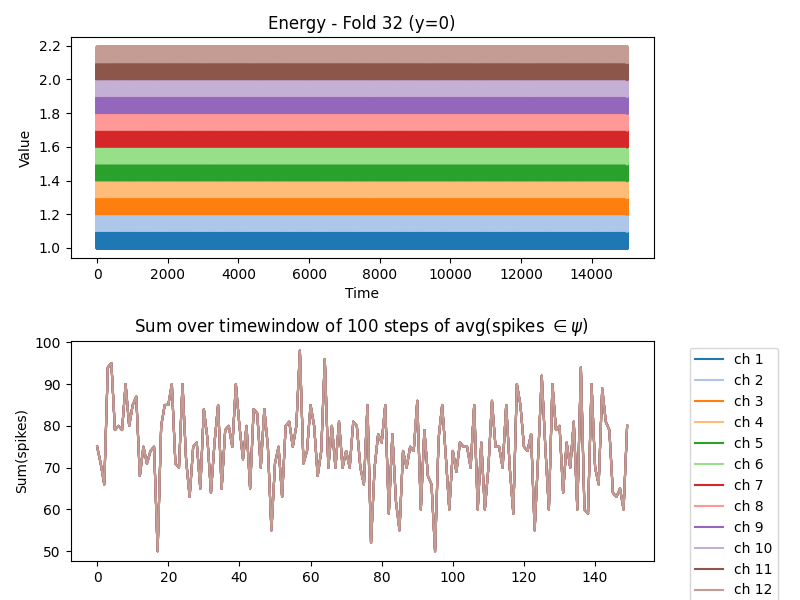 Energy - Fold 32 (y=0)
2.2
2.0
1.8
1.6
1.4
1.2
1.0
Value
0 2000 4000 6000 8000 10000 12000 14000
Time
Sum over timewindow of 100 steps of avg(spikes ∈ ψ)
100
90
80
70
60
50
Sum(spikes)
0 20 40 60 80 100 120 140
ch 1
ch 2
ch 3
ch 4
ch 5
ch 6
ch 7
ch 8
ch 9
ch 10
ch 11
ch 12